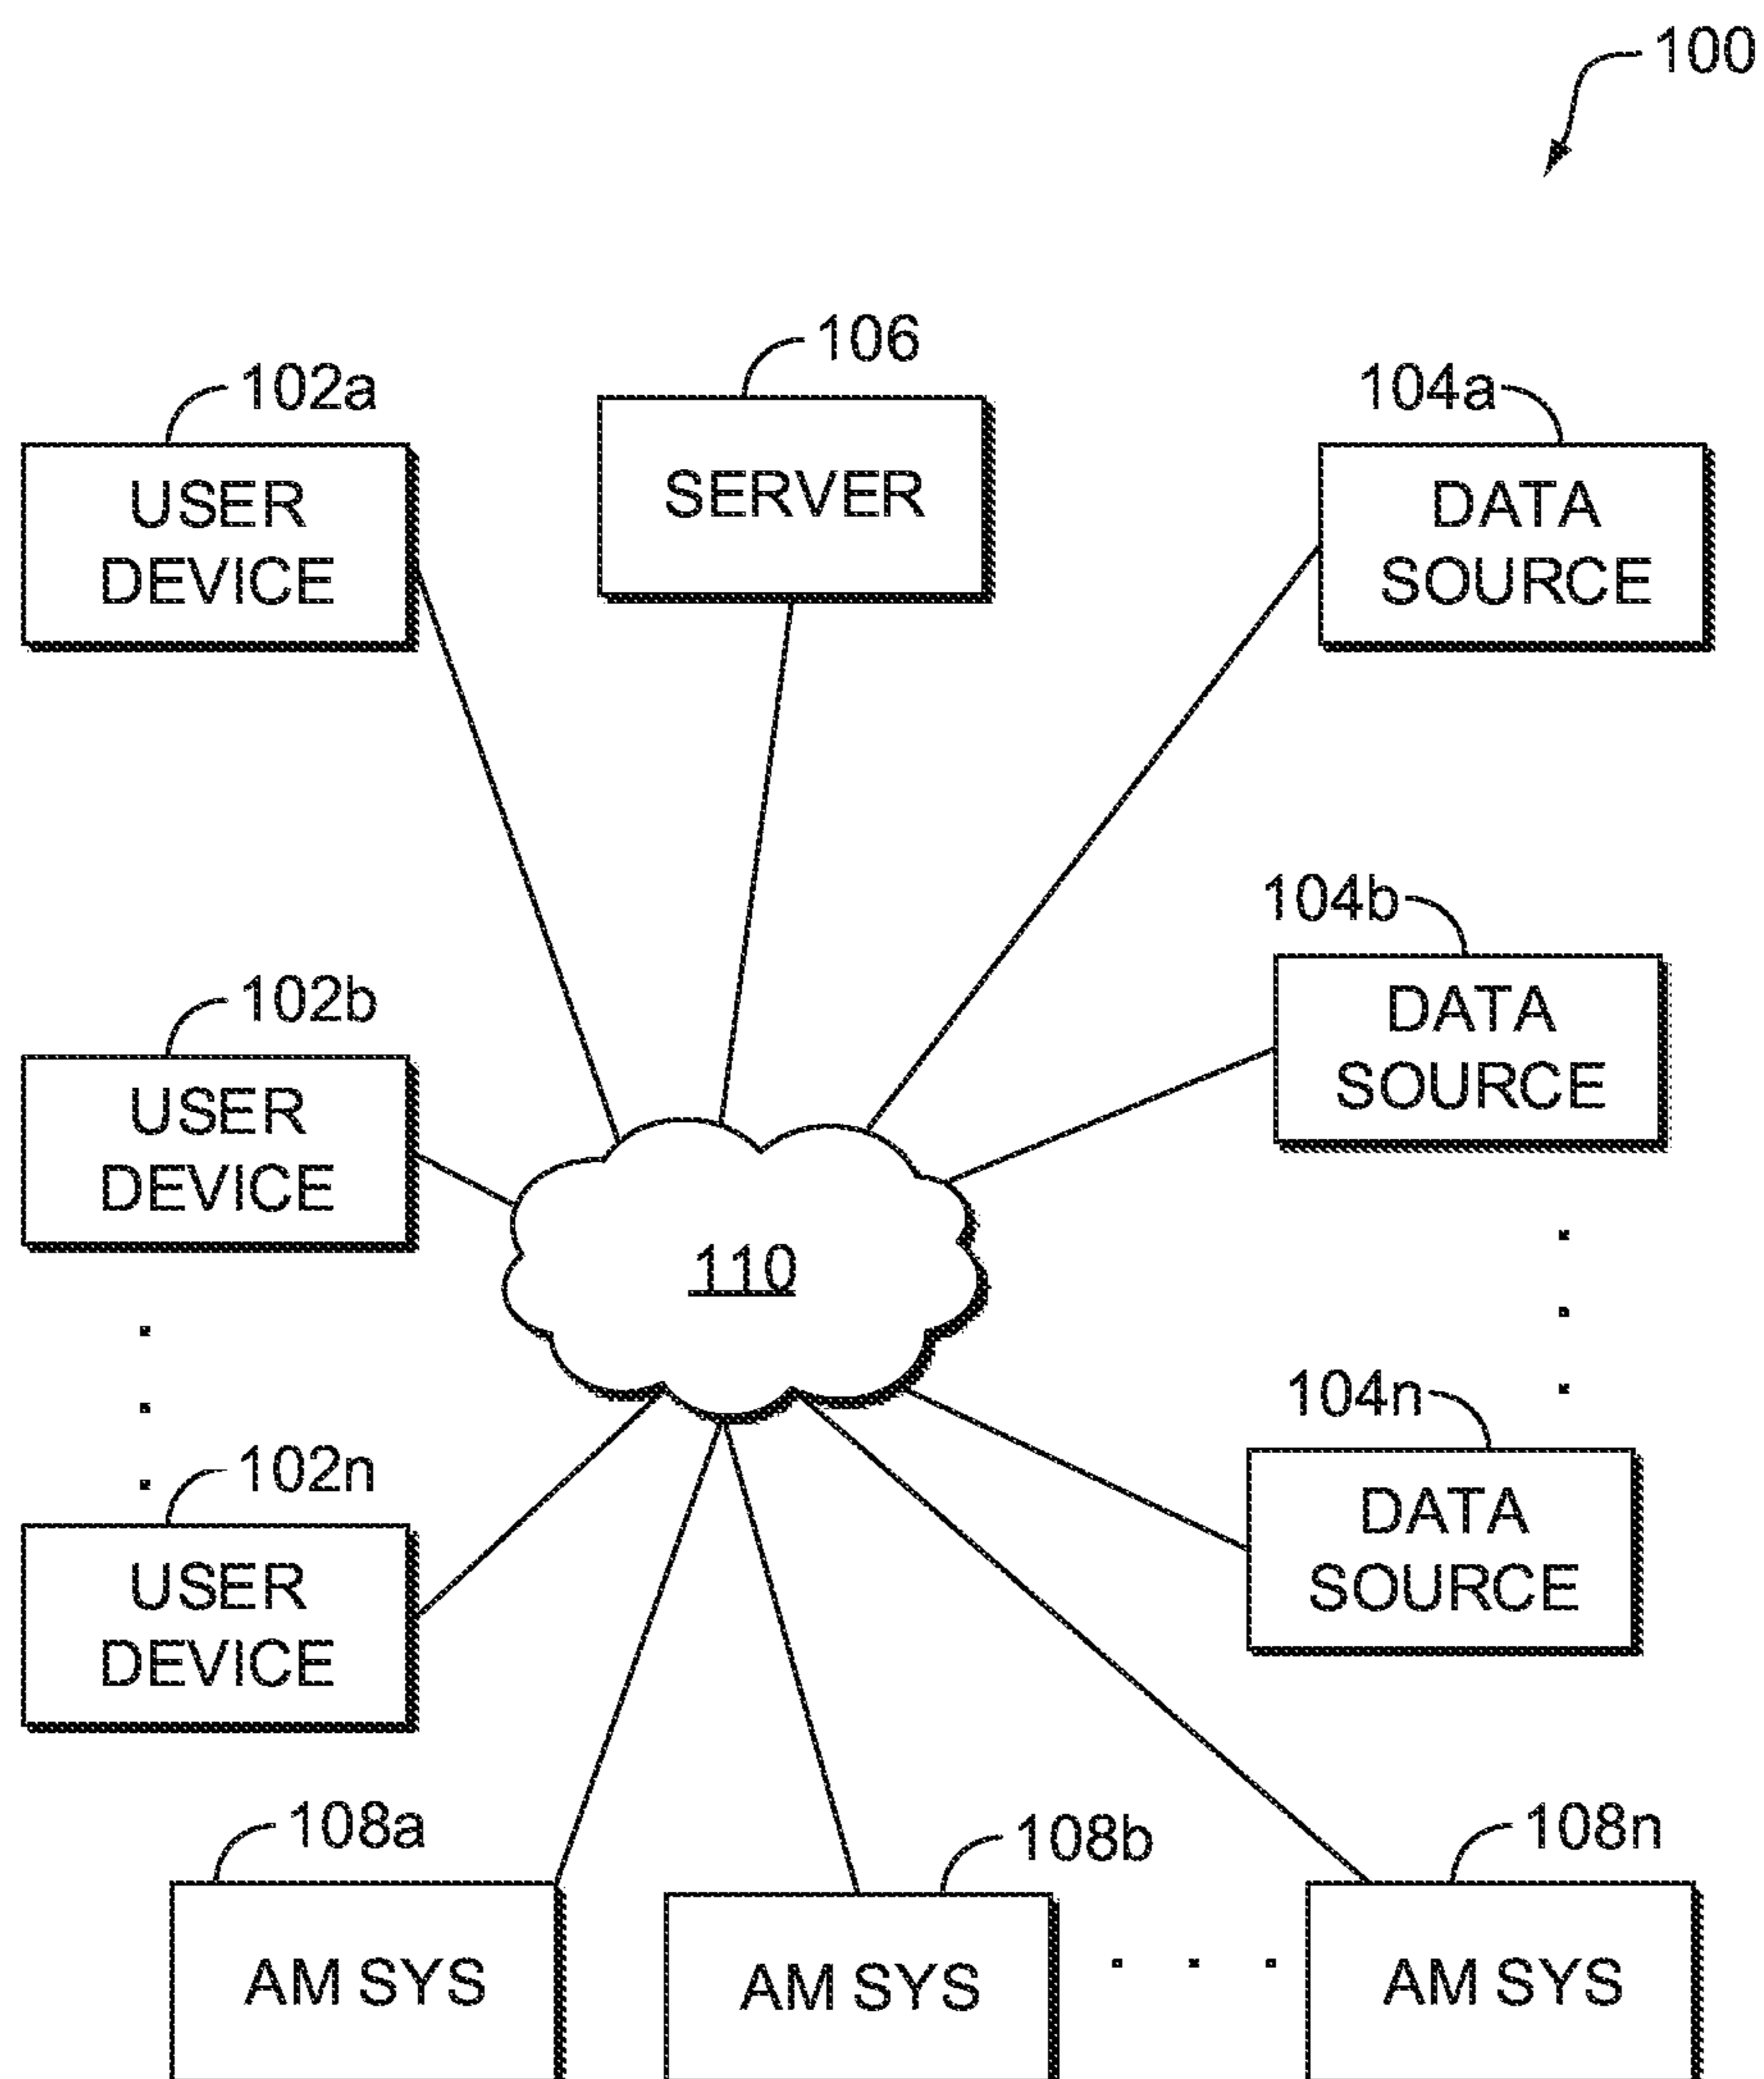 100
106
102a
104a
USER
DEVICE
SERVER
DATA
SOURCE
104b
DATA
SOURCE
102b
USER
DEVICE
110
104n
DATA
SOURCE
102n
USER
DEVICE
108a
AM SYS
108b
AM SYS
108n
AM SYS